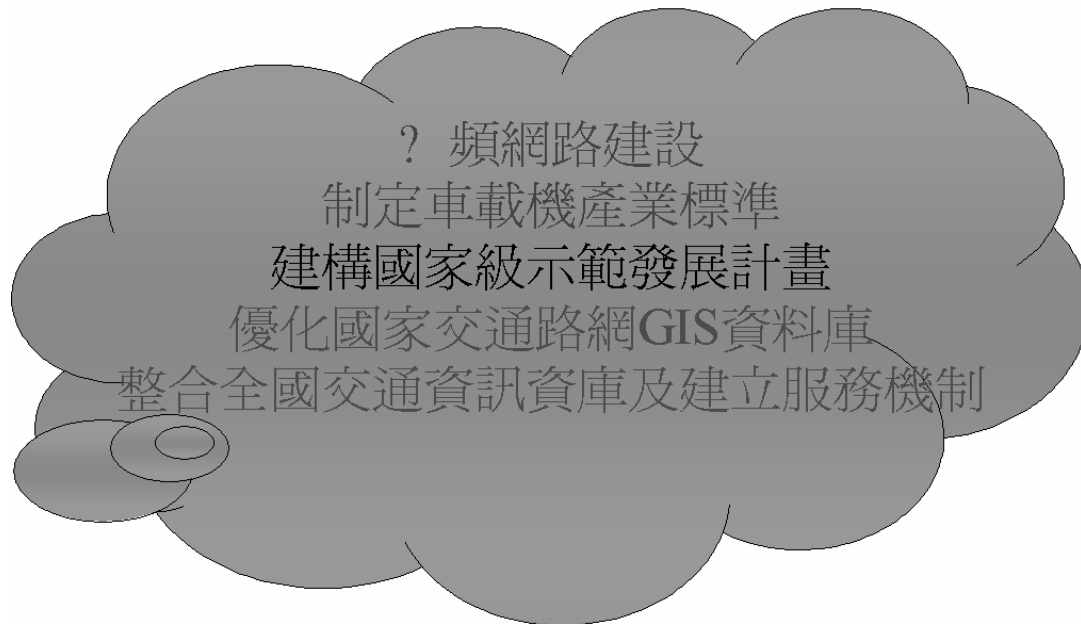 ? 頻網路建設
制定車載機產業標準
建構國家級示範發展計畫
優化國家交通路網GIS資料庫
整合全國交通資訊資庫及建立服務機制